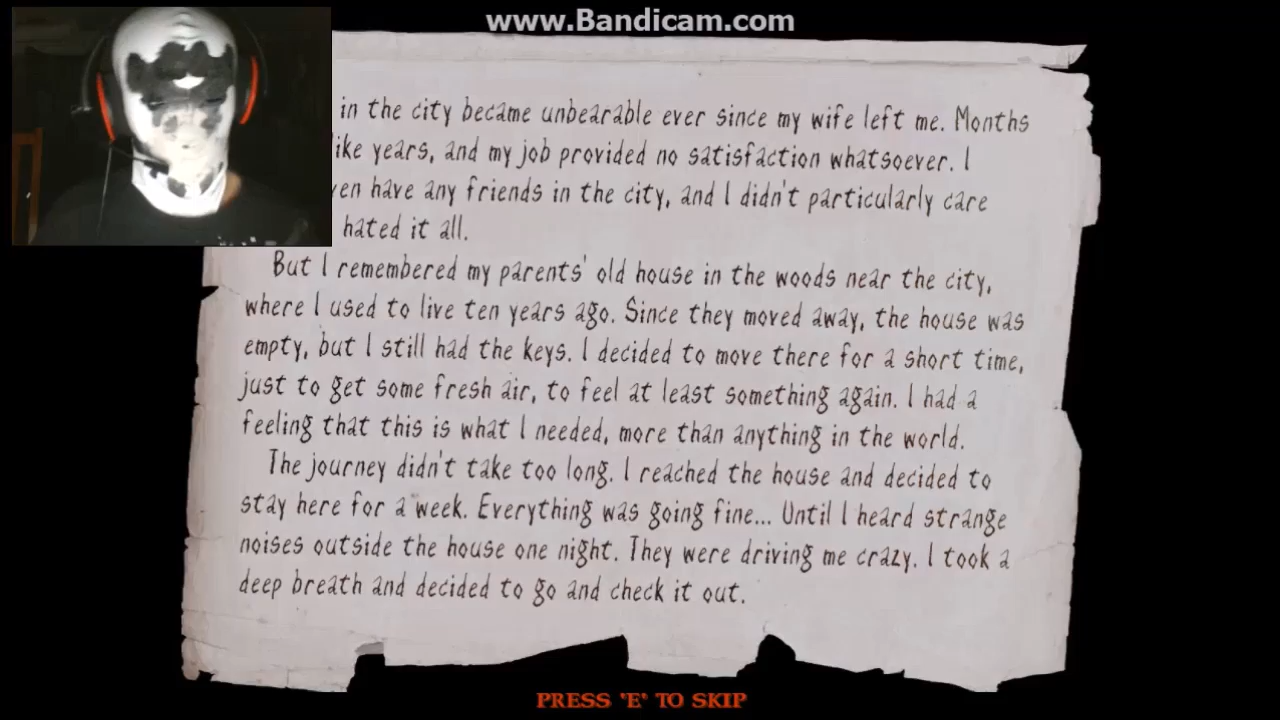 www.Bandicam.com
in the city became unbearable ever since my wife left me. Months
ike years, and my job provided no satisfaction whatsoever. I
ven have any friends in the city, and I didn't particularly care
hated it all.
But I remembered my parents' old house in the woods near the city,
where I used to live ten years ago. Since they moved away, the house was
empty, but I still had the keys. I decided to move there for a short time,
just to get some fresh air, to feel at least something again. I had a
feeling that this is what I needed, more than anything in the world.
The journey didn't take too long. I reached the house and decided to
stay here for a week. Everything was going fine... Until I heard strange
noises outside the house one night. They were driving me crazy. I took a
deep breath and decided to go and check it out.
PRESS 'E' TO SKIP